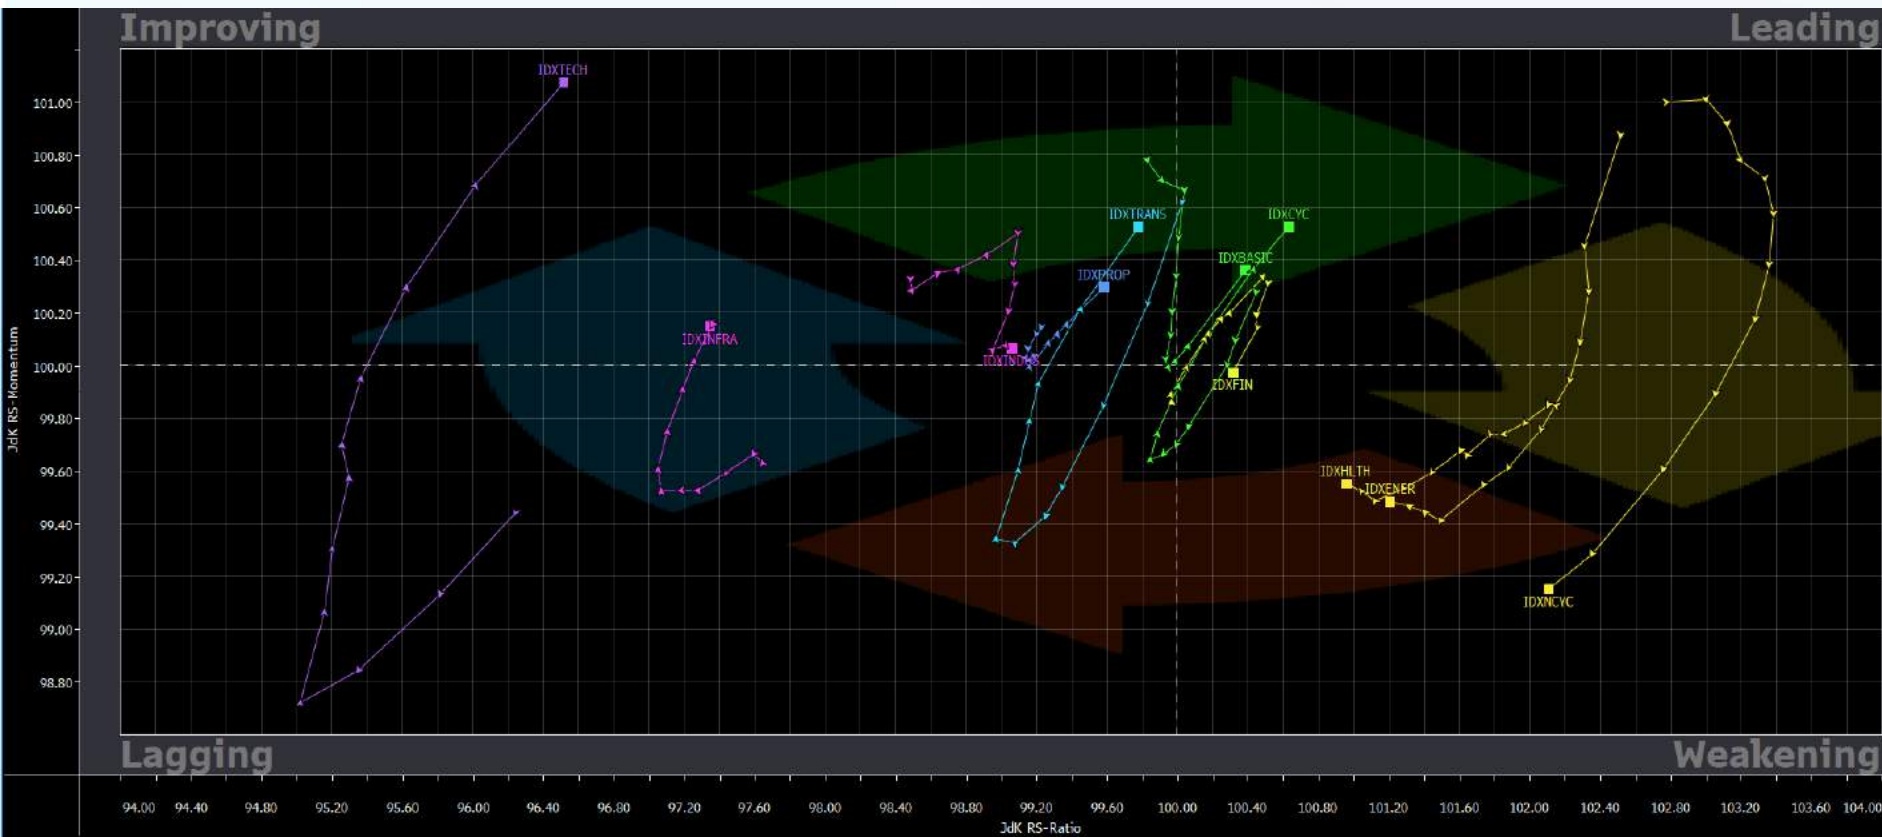 Improving
Leading
IDXTECH
101.00
100.80
100.60
IDXTRANS
IDXCYC
100.40
IDXBASIC
IDXPROP
100.20
IDXINFRA
100.00
IDXFIN
99.80
99.60
IDXHLTH
IDXENER
99.40
99.20
IDXNCYC
99.00
98.80
JdK RS-Momentum
Lagging
Weakening
94.00 94.40 94.80 95.20 95.60 96.00 96.40 96.80 97.20 97.60 98.00 98.40 98.80 99.20 99.60 100.00 100.40 100.80 101.20 101.60 102.00 102.40 102.80 103.20 103.60 104.00
JdK RS-Ratio